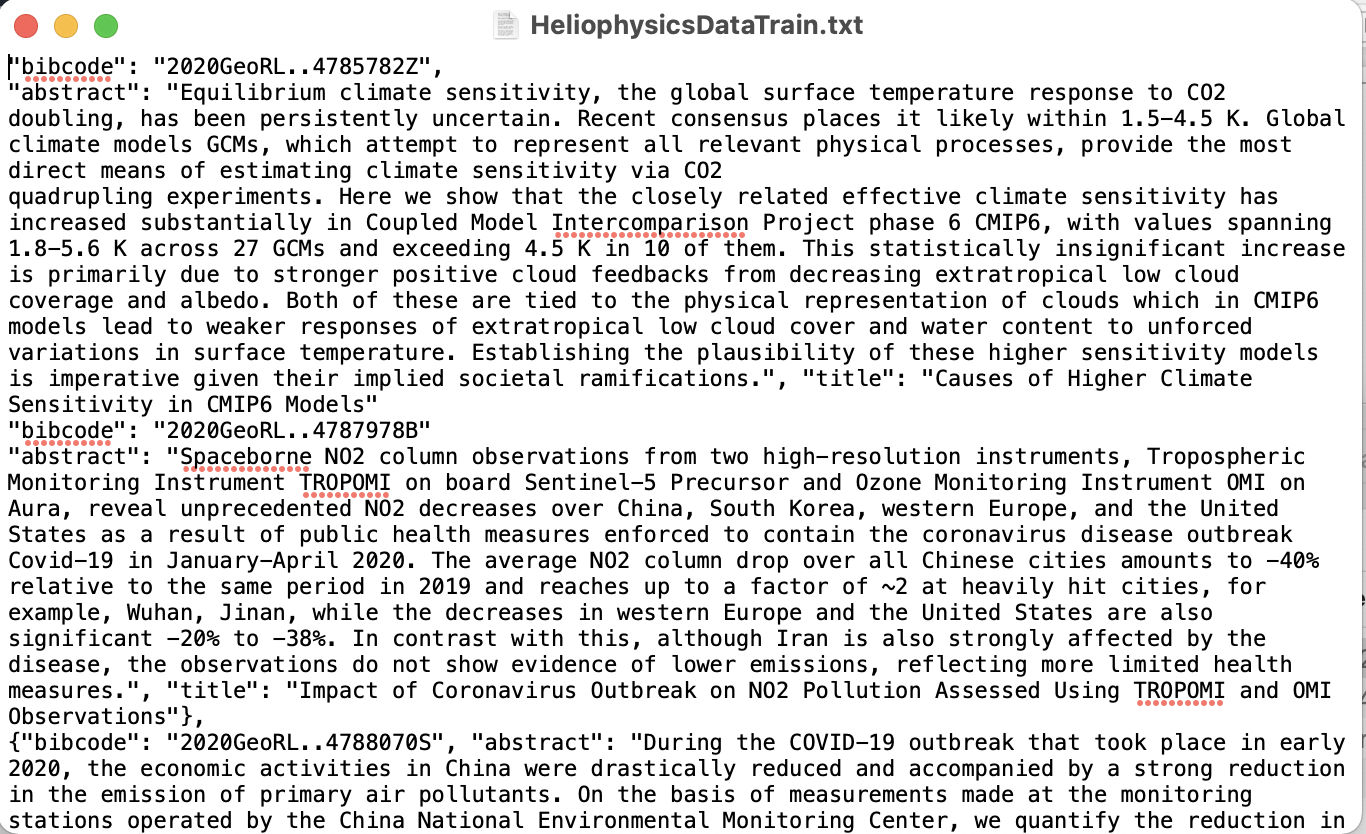 HeliophysicsDataTrain.txt
"bibcode": "2020GeoRL..4785782Z",
"abstract": "Equilibrium climate sensitivity, the global surface temperature response to CO2
doubling, has been persistently uncertain. Recent consensus places it likely within 1.5-4.5 K. Global
climate models GCMs, which attempt to represent all relevant physical processes, provide the most
direct means of estimating climate sensitivity via CO2
quadrupling experiments. Here we show that the closely related effective climate sensitivity has
increased substantially in Coupled Model Intercomparison Project phase 6 CMIP6, with values spanning
1.8-5.6 K across 27 GCMs and exceeding 4.5 K in 10 of them. This statistically insignificant increase
is primarily due to stronger positive cloud feedbacks from decreasing extratropical low cloud
coverage and albedo. Both of these are tied to the physical representation of clouds which in CMIP6
models lead to weaker responses of extratropical low cloud cover and water content to unforced
variations in surface temperature. Establishing the plausibility of these higher sensitivity models
is imperative given their implied societal ramifications.", "title": "Causes of Higher Climate
Sensitivity in CMIP6 Models"
"bibcode": "2020GeoRL..4787978B"
"abstract": "Spaceborne NO2 column observations from two high-resolution instruments, Tropospheric
Monitoring Instrument TROPOMI on board Sentinel-5 Precursor and Ozone Monitoring Instrument OMI on
Aura, reveal unprecedented NO2 decreases over China, South Korea, western Europe, and the United
States as a result of public health measures enforced to contain the coronavirus disease outbreak
Covid-19 in January-April 2020. The average NO2 column drop over all Chinese cities amounts to -40%
relative to the same period in 2019 and reaches up to a factor of ~2 at heavily hit cities, for
example, Wuhan, Jinan, while the decreases in western Europe and the United States are also
significant -20% to -38%. In contrast with this, although Iran is also strongly affected by the
disease, the observations do not show evidence of lower emissions, reflecting more limited health
measures.", "title": "Impact of Coronavirus Outbreak on NO2 Pollution Assessed Using TROPOMI and OMI
Observations"},
{"bibcode": "2020GeoRL..4788070S", "abstract": "During the COVID-19 outbreak that took place in early
2020, the economic activities in China were drastically reduced and accompanied by a strong reduction
in the emission of primary air pollutants. On the basis of measurements made at the monitoring
stations operated by the China National Environmental Monitoring Center, we quantify the reduction in